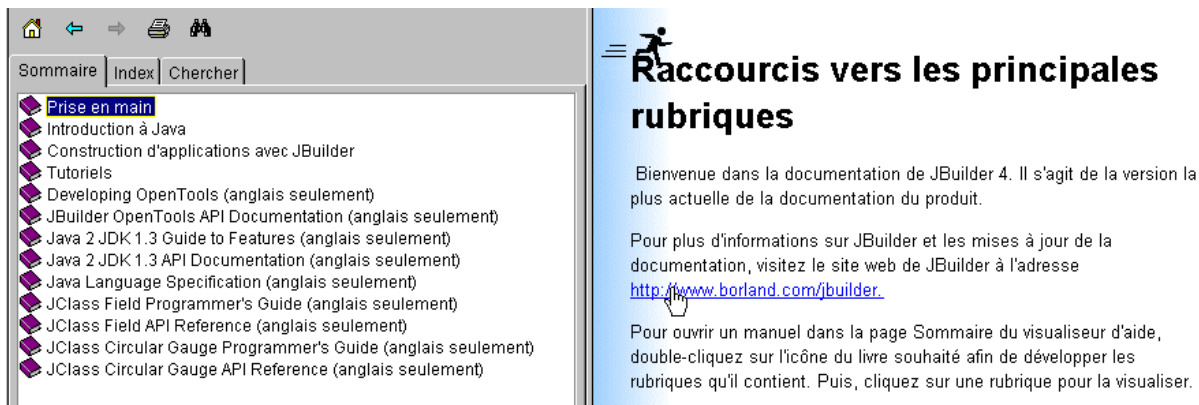 Sommaire Index Chercher
Prise en main
Introduction à Java
Construction d'applications avec JBuilder
Tutoriels
Developing OpenTools (anglais seulement)
JBuilder OpenTools API Documentation (anglais seulement)
Java 2 JDK 1.3 Guide to Features (anglais seulement)
Java 2 JDK 1.3 API Documentation (anglais seulement)
Java Language Specification (anglais seulement)
JClass Field Programmer's Guide (anglais seulement)
JClass Field API Reference (anglais seulement)
JClass Circular Gauge Programmer's Guide (anglais seulement)
JClass Circular Gauge API Reference (anglais seulement)
Raccourcis vers les principales
rubriques
Bienvenue dans la documentation de JBuilder 4. Il s'agit de la version la
plus actuelle de la documentation du produit.
Pour plus d'informations sur JBuilder et les mises à jour de la
documentation, visitez le site web de JBuilder à l'adresse
http://www.borland.com/jbuilder.
Pour ouvrir un manuel dans la page Sommaire du visualiseur d'aide,
double-cliquez sur l'icône du livre souhaité afin de développer les
rubriques qu'il contient. Puis, cliquez sur une rubrique pour la visualiser.